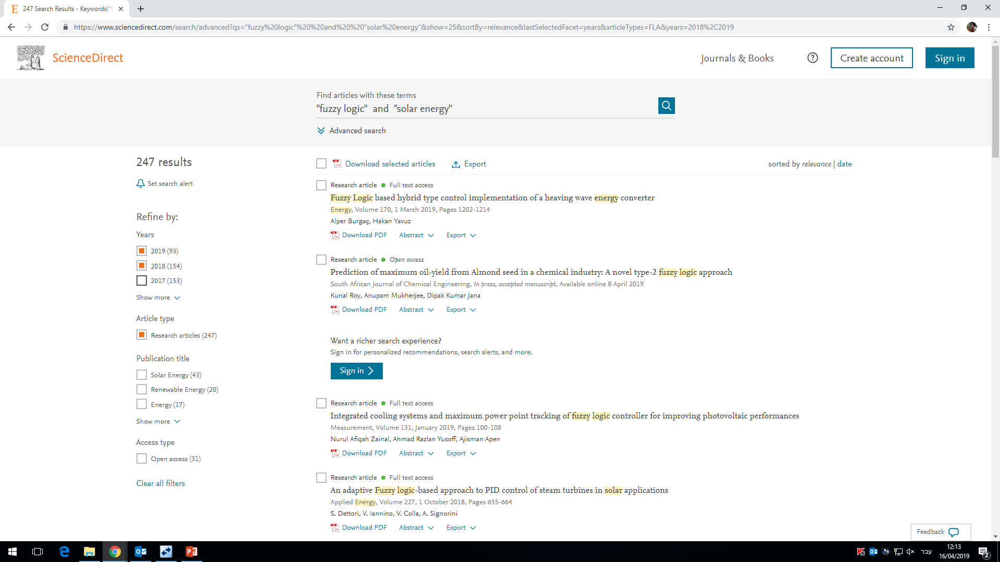 247 Search Results - Keywords("f
https://www.sciencedirect.com/search/advanced?qs="fuzzy%20logic"%20%20and%20%20"solar%20energy"&show=25&sortBy=relevance&lastSelectedFacet=years&articleTypes=FLA&years=2018%2C2019
ScienceDirect
Journals & Books
?
Create account
Sign in
Find articles with these terms
"fuzzy logic"  and  "solar energy"
Advanced search
247 results
Set search alert
Refine by:
Years
2019 (93)
2018 (154)
2017 (153)
Show more
Article type
Research articles (247)
Publication title
Solar Energy (43)
Renewable Energy (20)
Energy (17)
Show more
Access type
Open access (31)
Clear all filters
Download selected articles
Export
sorted by relevance | date
Research article Full text access
Fuzzy Logic based hybrid type control implementation of a heaving wave energy converter
Energy, Volume 170, 1 March 2019, Pages 1202-1214
Alper Burgaç, Hakan Yavuz
Download PDF Abstract Export
Research article Open access
Prediction of maximum oil-yield from Almond seed in a chemical industry: A novel type-2 fuzzy logic approach
South African Journal of Chemical Engineering, In press, accepted manuscript, Available online 8 April 2019
Kunal Roy, Anupam Mukherjee, Dipak Kumar Jana
Download PDF Abstract Export
Want a richer search experience?
Sign in for personalized recommendations, search alerts, and more.
Sign in
Research article Full text access
Integrated cooling systems and maximum power point tracking of fuzzy logic controller for improving photovoltaic performances
Measurement, Volume 131, January 2019, Pages 100-108
Nurul Afiqah Zainal, Ahmad Razlan Yusoff, Ajisman Apen
Download PDF Abstract Export
Research article Full text access
An adaptive Fuzzy logic-based approach to PID control of steam turbines in solar applications
Applied Energy, Volume 227, 1 October 2018, Pages 655-664
S. Dettori, V. Iannino, V. Colla, A. Signorini
Download PDF Abstract Export
Feedback
עבר
12:13
16/04/2019
2